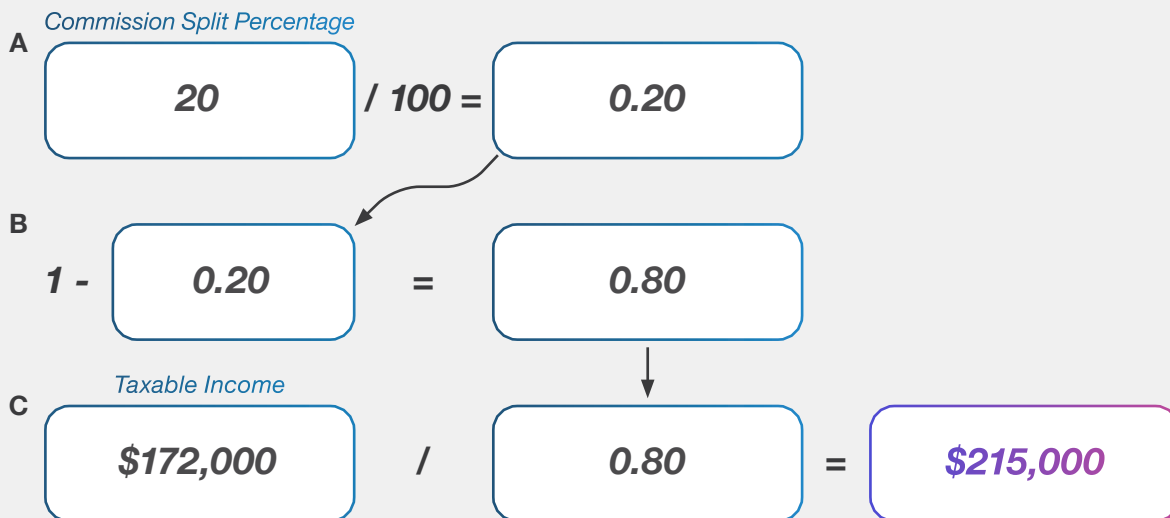 Commission Split Percentage
A
20 / 100 = 0.20
B
1 - 0.20 = 0.80
Taxable Income
C
$172,000 / 0.80 = $215,000